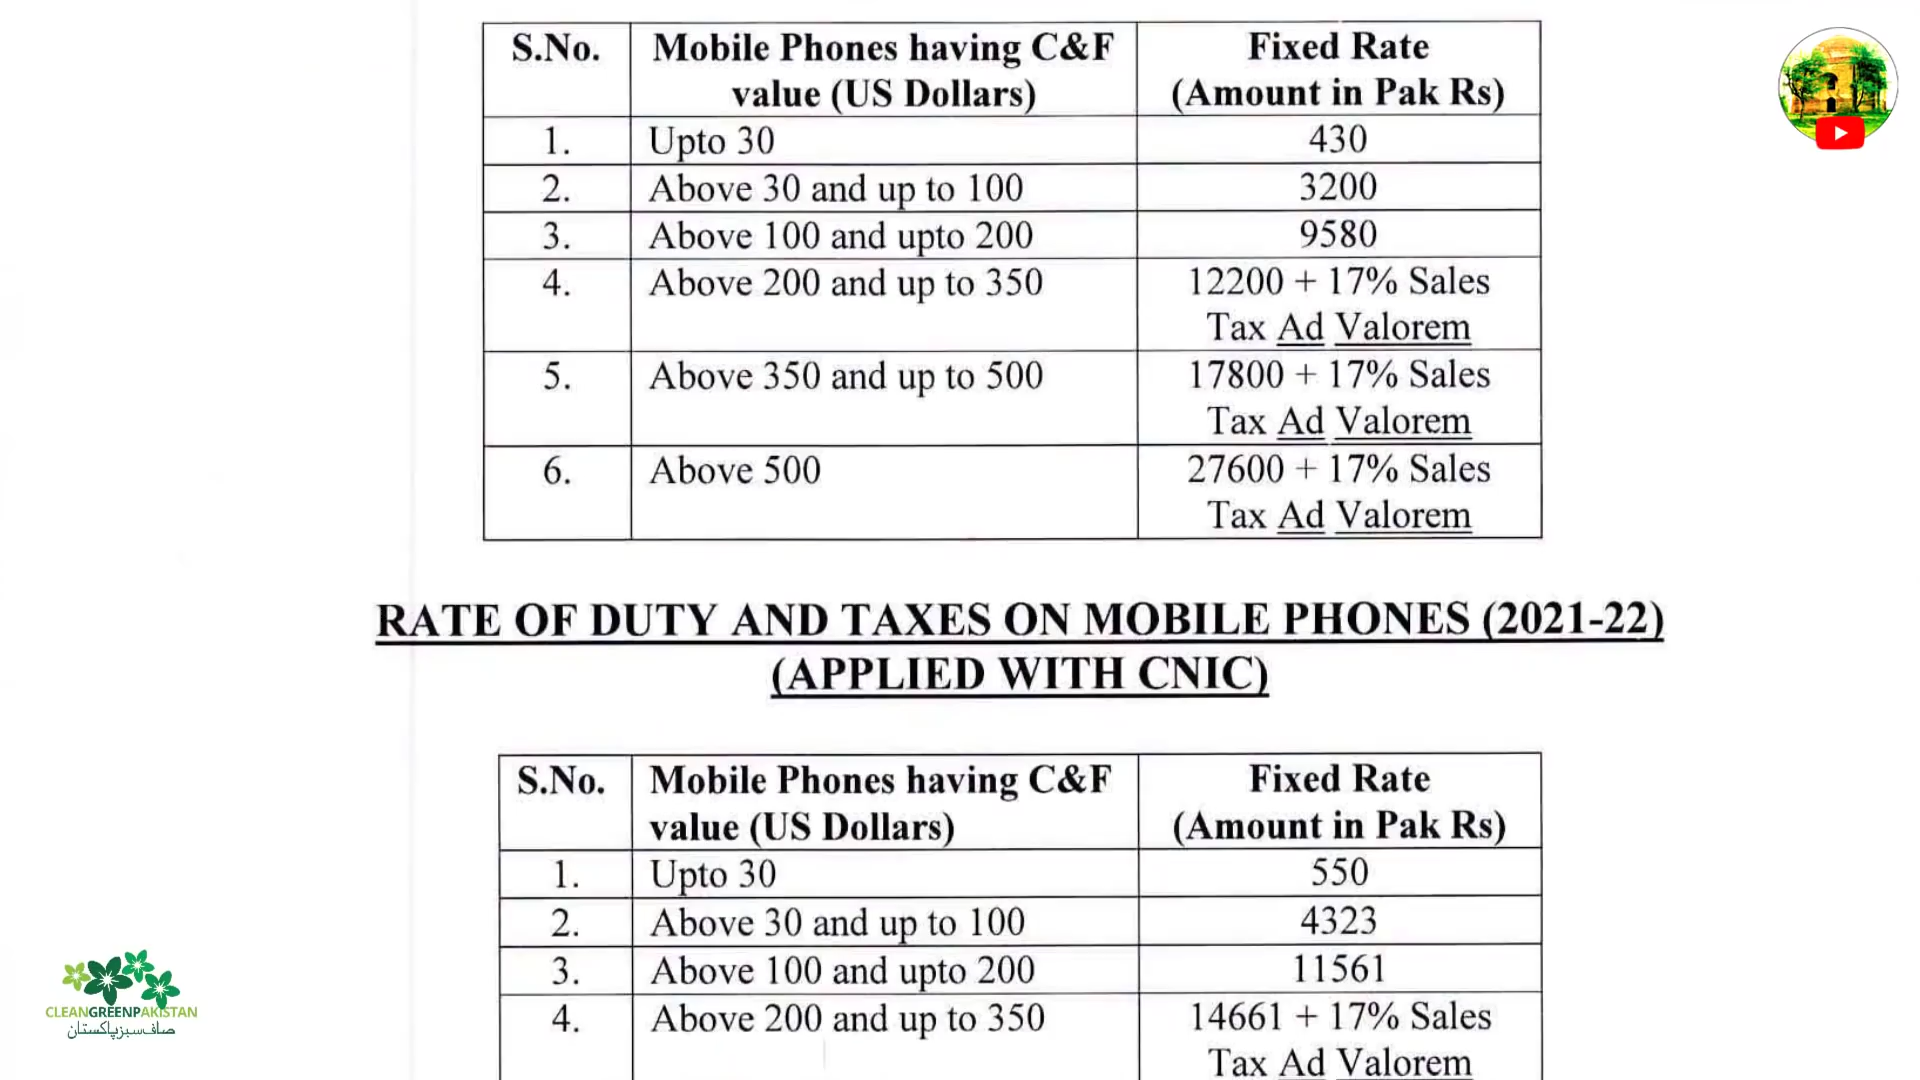 S.No. Mobile Phones having C&F Fixed Rate
value (US Dollars) (Amount in Pak Rs)
1. Upto 30 430
2. Above 30 and up to 100 3200
3. Above 100 and upto 200 9580
4. Above 200 and up to 350 12200 + 17% Sales
Tax Ad Valorem
5. Above 350 and up to 500 17800 + 17% Sales
Tax Ad Valorem
6. Above 500 27600 + 17% Sales
Tax Ad Valorem
RATE OF DUTY AND TAXES ON MOBILE PHONES (2021-22)
(APPLIED WITH CNIC)
S.No. Mobile Phones having C&F Fixed Rate
value (US Dollars) (Amount in Pak Rs)
1. Upto 30 550
2. Above 30 and up to 100 4323
3. Above 100 and upto 200 11561
4. Above 200 and up to 350 14661 + 17% Sales
Tax Ad Valorem
CLEANGREENPAKISTAN
صاف سبز پاکستان